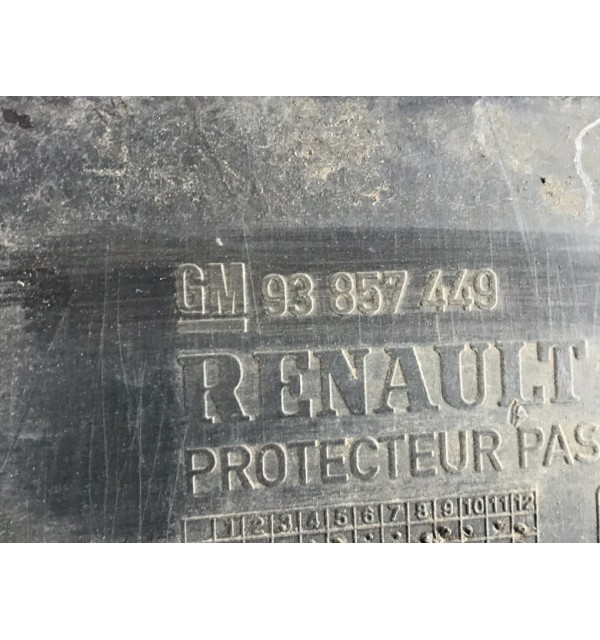 GM 93 857 449
RENAULT
PROTECTEUR PAS
1 2 3 4 5 6 7 8 9 10 11 12